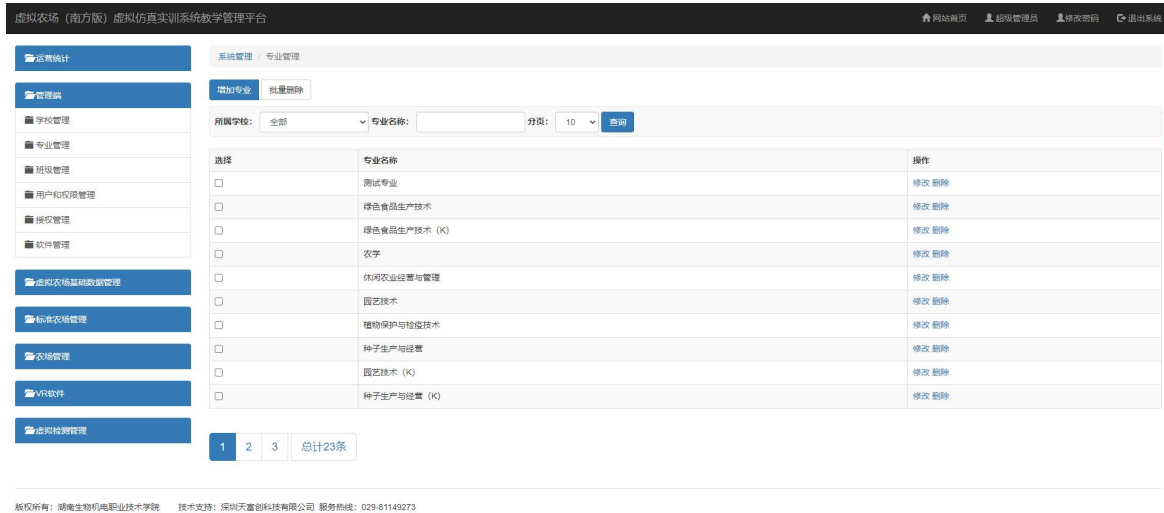 虚拟农场（南方版）虚拟仿真实训系统教学管理平台 网站首页 超级管理员 修改密码 退出系统
运营统计
管理端
学校管理
专业管理
班级管理
用户和权限管理
授权管理
软件管理
虚拟农场基础数据管理
标准农场管理
农场管理
VR软件
虚拟检测管理
系统管理 / 专业管理
增加专业 批量删除
所属学校： 全部 专业名称： 分页： 10 查询
选择 专业名称 操作
测试专业 修改 删除
绿色食品生产技术 修改 删除
绿色食品生产技术（K） 修改 删除
农学 修改 删除
休闲农业经营与管理 修改 删除
园艺技术 修改 删除
植物保护与检疫技术 修改 删除
种子生产与经营 修改 删除
园艺技术（K） 修改 删除
种子生产与经营（K） 修改 删除
1 2 3 总计23条
版权所有：湖南生物机电职业技术学院 技术支持：深圳天富创科技有限公司 服务热线：029-81149273